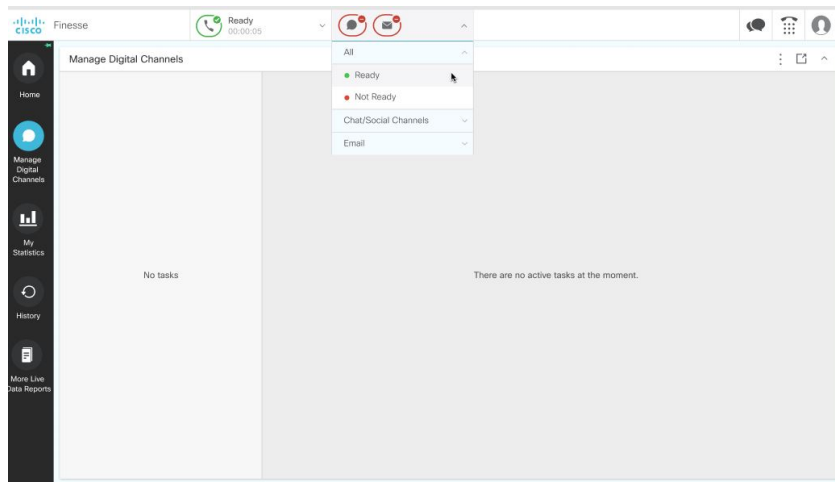 CISCO
Finesse
Ready
00:00:05
Manage Digital Channels
All
Ready
Not Ready
Chat/Social Channels
Email
Home
Manage
Digital
Channels
My
Statistics
History
More Live
Data Reports
No tasks
There are no active tasks at the moment.